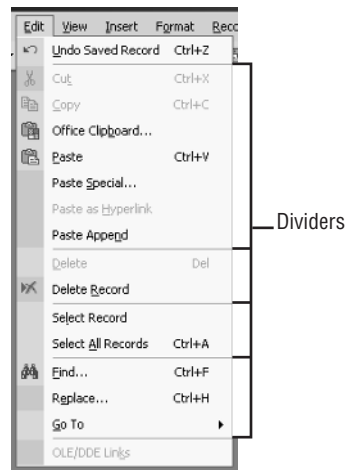 Edit View Insert Format Reco
Undo Saved Record Ctrl+Z
Cut Ctrl+X
Copy Ctrl+C
Office Clipboard...
Paste Ctrl+V
Paste Special...
Paste as Hyperlink
Paste Append
Dividers
Delete Del
Delete Record
Select Record
Select All Records Ctrl+A
Find... Ctrl+F
Replace... Ctrl+H
Go To
OLE/DDE Links